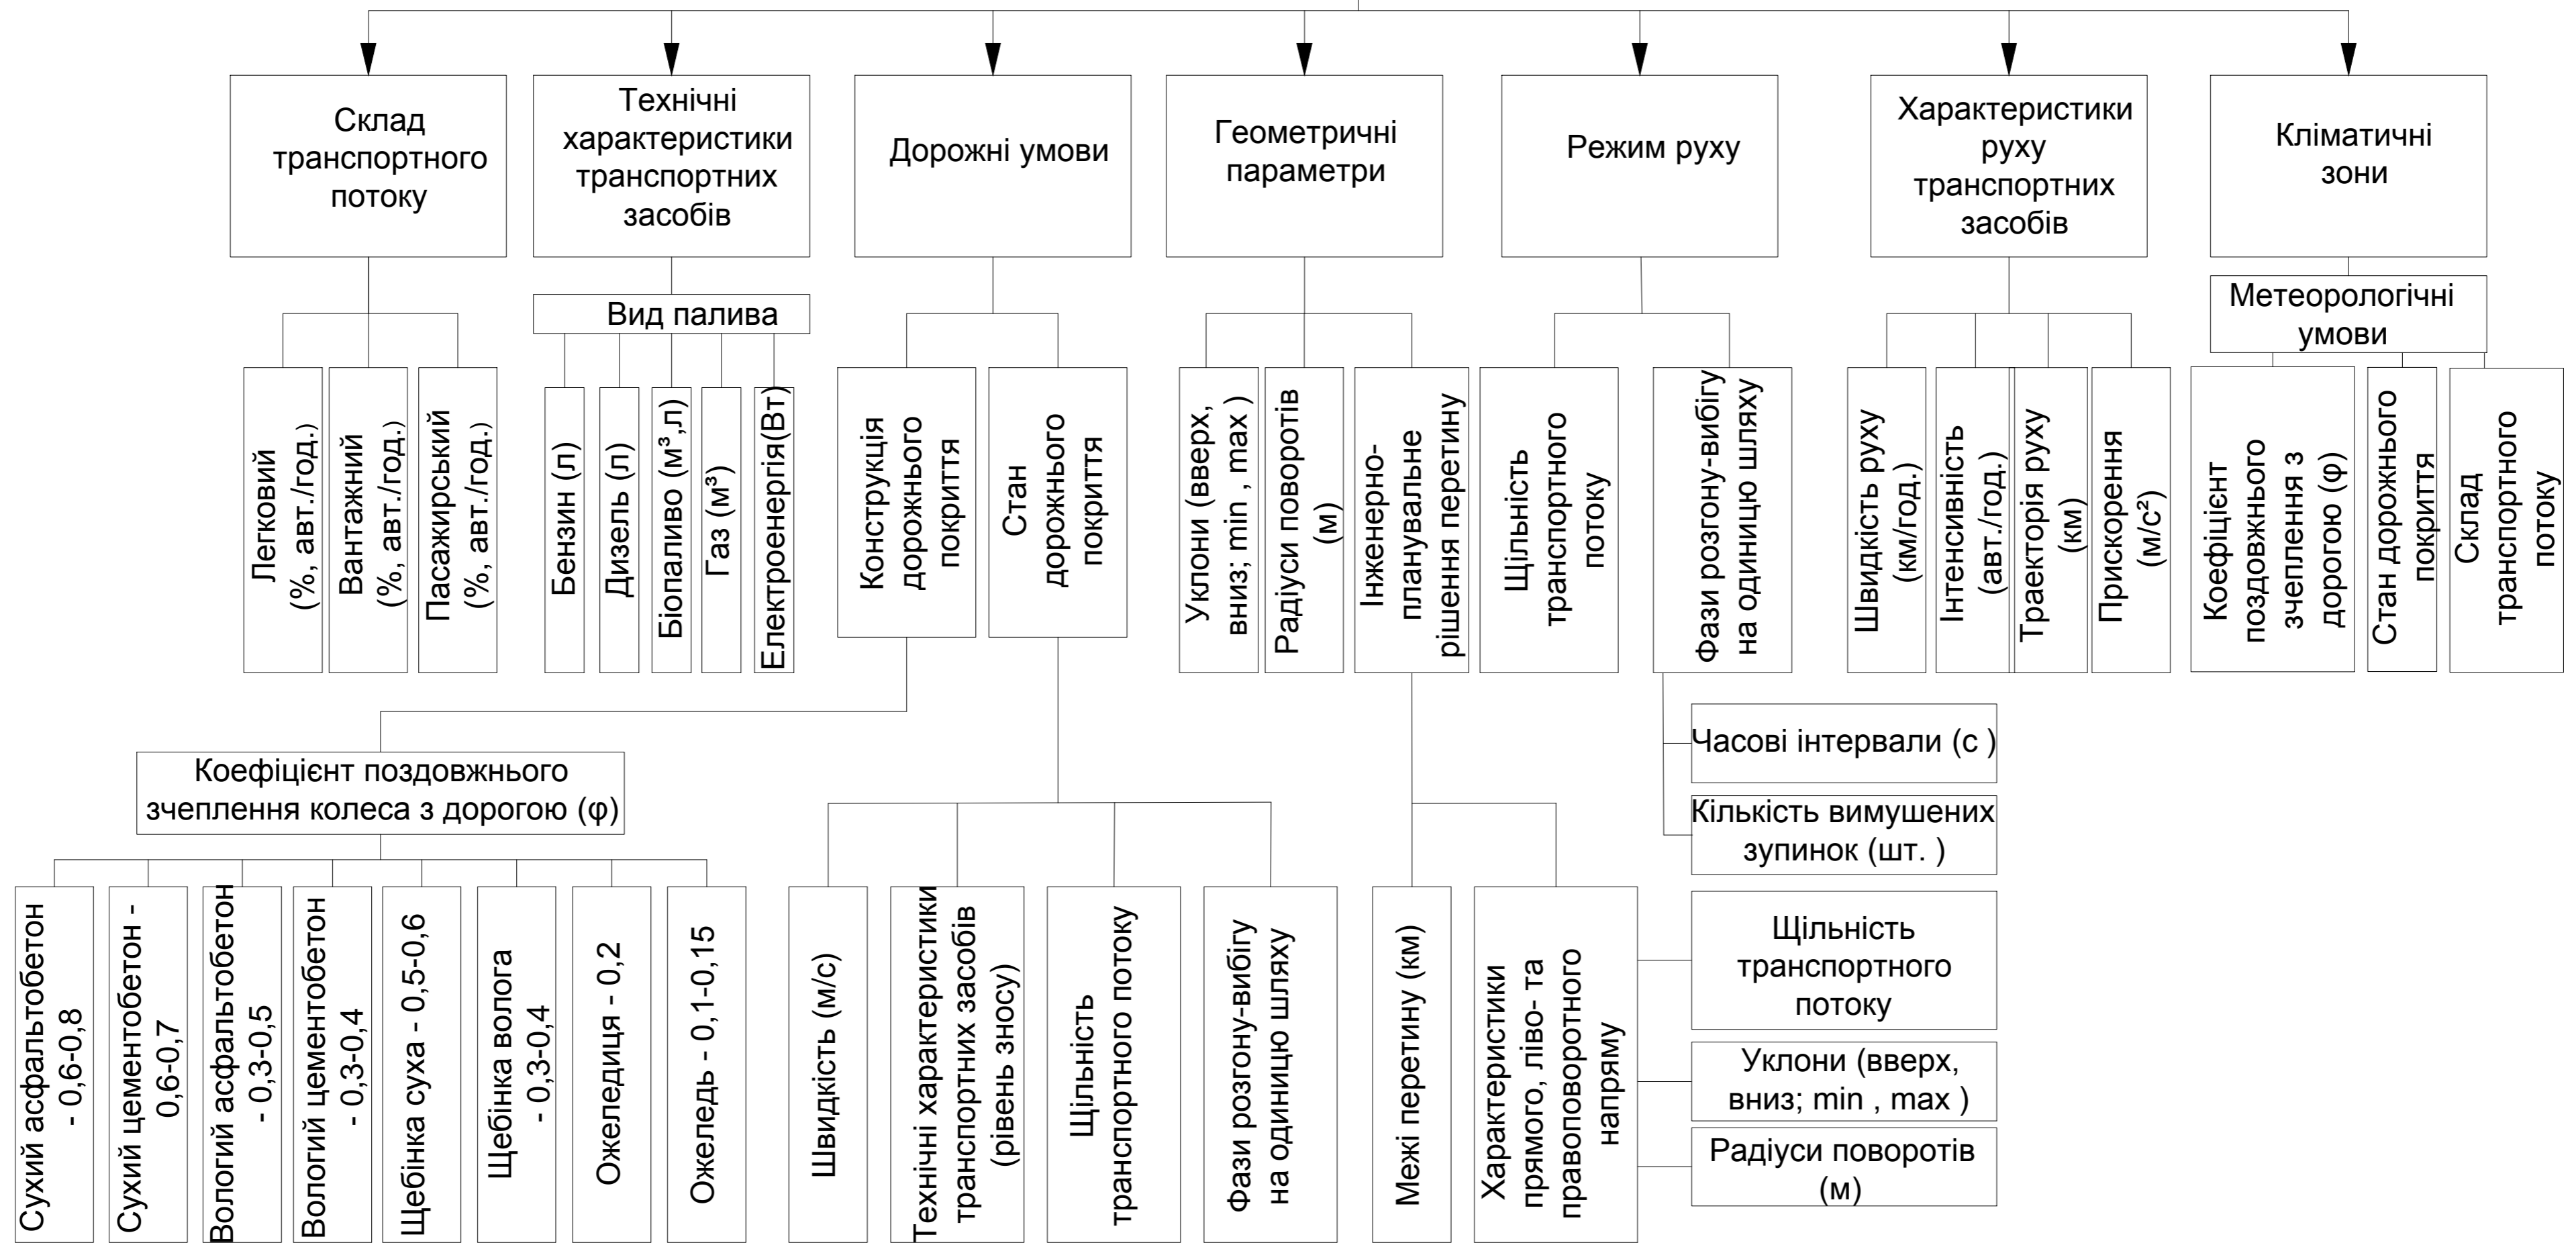 Склад
транспортного
потоку
Технічні
характеристики
транспортних
засобів
Дорожні умови
Геометричні
параметри
Режим руху
Характеристики
руху
транспортних
засобів
Кліматичні
зони
Вид палива
Метеорологічні
умови
Легковий
(%, авт./год.)
Вантажний
(%, авт./год.)
Пасажирський
(%, авт./год.)
Бензин (л)
Дизель (л)
Біопаливо (м³,л)
Газ (м³)
Електроенергія(Вт)
Конструкція
дорожнього
покриття
Стан
дорожнього
покриття
Уклони (вверх,
вниз; min , max )
Радіуси поворотів
(м)
Інженерно-
планувальне
рішення перетину
Щільність
транспортного
потоку
Фази розгону-вибігу
на одиницю шляху
Швидкість руху
(км/год.)
Інтенсивність
(авт./год.)
Траекторія руху
(км)
Прискорення
(м/с²)
Коефіцієнт
поздовжнього
зчеплення з
дорогою (φ)
Стан дорожнього
покриття
Склад
транспортного
потоку
Часові інтервали (с )
Кількість вимушених
зупинок (шт. )
Коефіцієнт поздовжнього
зчеплення колеса з дорогою (φ)
Сухий асфальтобетон
- 0,6-0,8
Сухий цементобетон -
0,6-0,7
Вологий асфальтобетон
- 0,3-0,5
Вологий цементобетон
- 0,3-0,4
Щебінка суха - 0,5-0,6
Щебінка волога
- 0,3-0,4
Ожеледиця - 0,2
Ожеледь - 0,1-0,15
Швидкість (м/с)
Технічні характеристики
транспортних засобів
(рівень зносу)
Щільність
транспортного потоку
Фази розгону-вибігу
на одиницю шляху
Межі перетину (км)
Характеристики
прямого, ліво- та
правоповоротного
напряму
Щільність
транспортного
потоку
Уклони (вверх,
вниз; min , max )
Радіуси поворотів
(м)